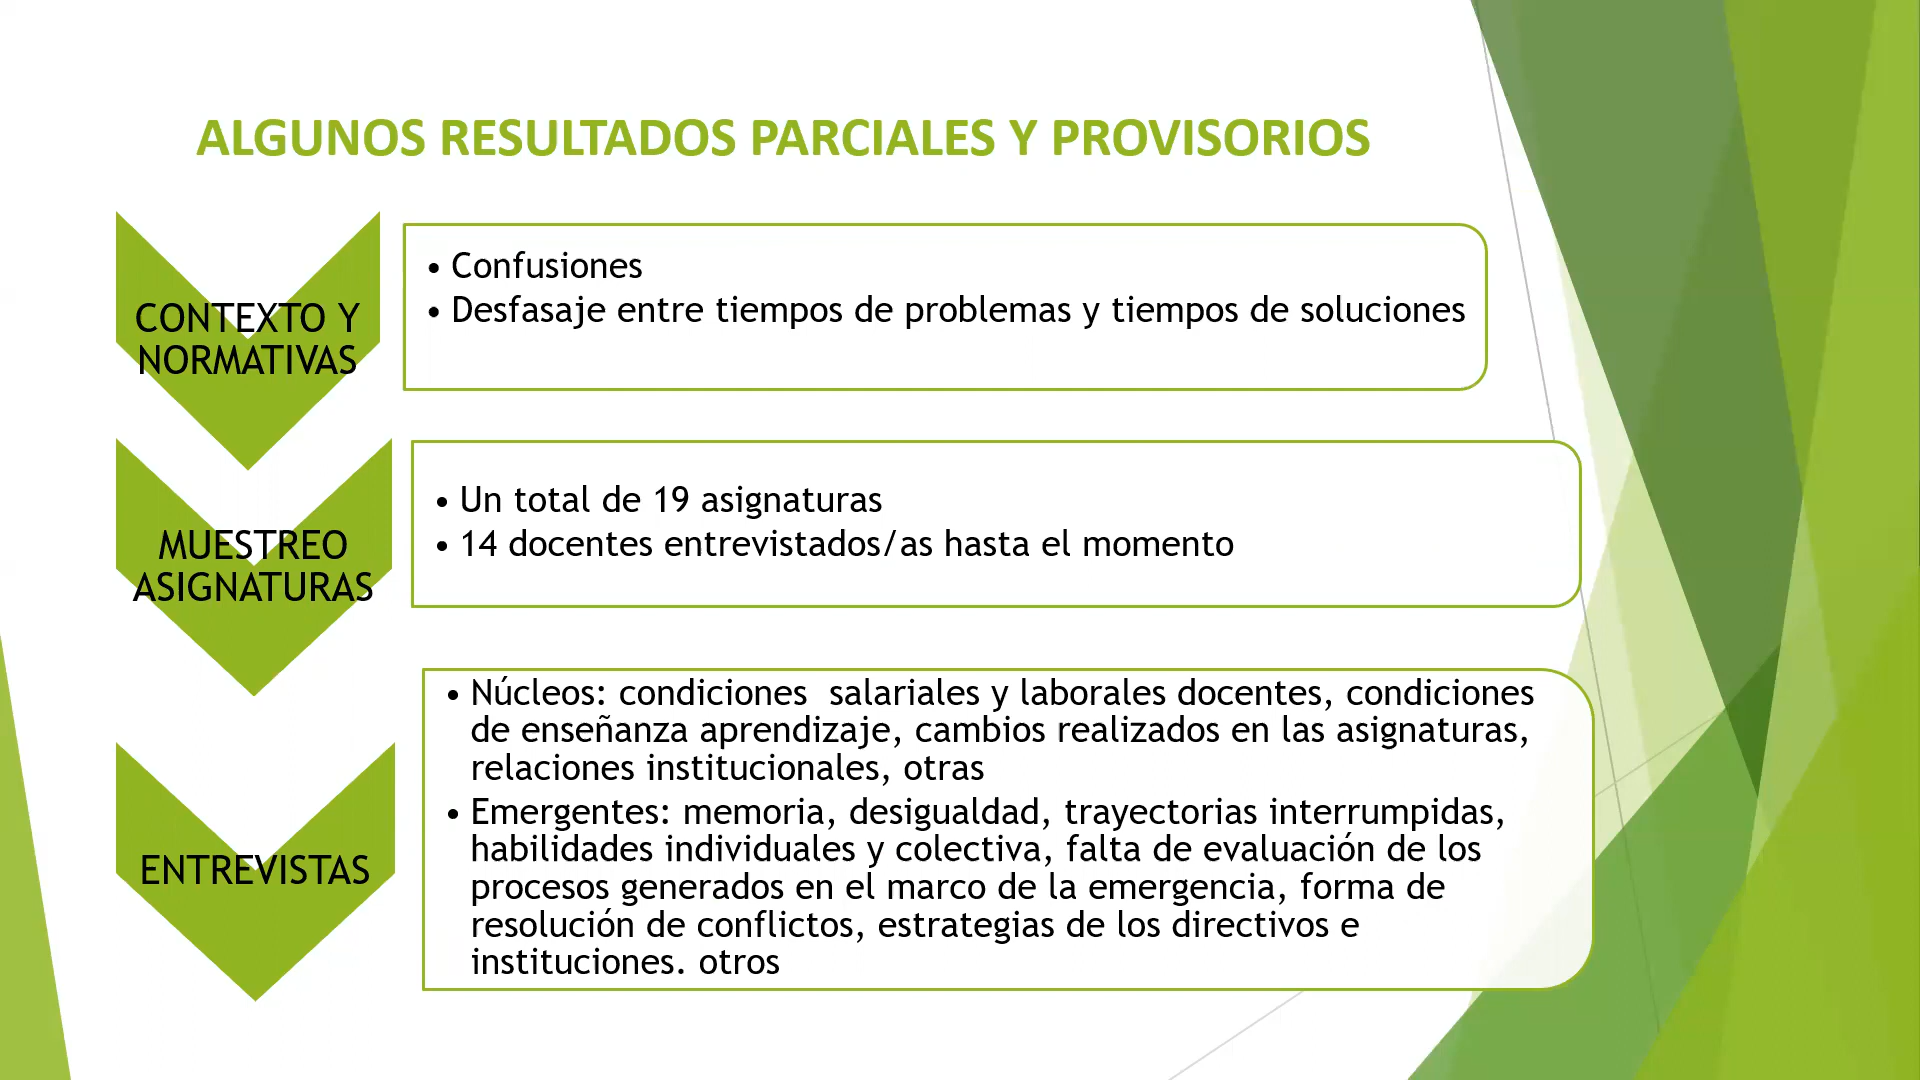 ALGUNOS RESULTADOS PARCIALES Y PROVISORIOS
CONTEXTO Y
NORMATIVAS
• Confusiones
• Desfasaje entre tiempos de problemas y tiempos de soluciones
MUESTREO
ASIGNATURAS
• Un total de 19 asignaturas
• 14 docentes entrevistados/as hasta el momento
ENTREVISTAS
• Núcleos: condiciones  salariales y laborales docentes, condiciones
de enseñanza aprendizaje, cambios realizados en las asignaturas,
relaciones institucionales, otras
• Emergentes: memoria, desigualdad, trayectorias interrumpidas,
habilidades individuales y colectiva, falta de evaluación de los
procesos generados en el marco de la emergencia, forma de
resolución de conflictos, estrategias de los directivos e
instituciones. otros